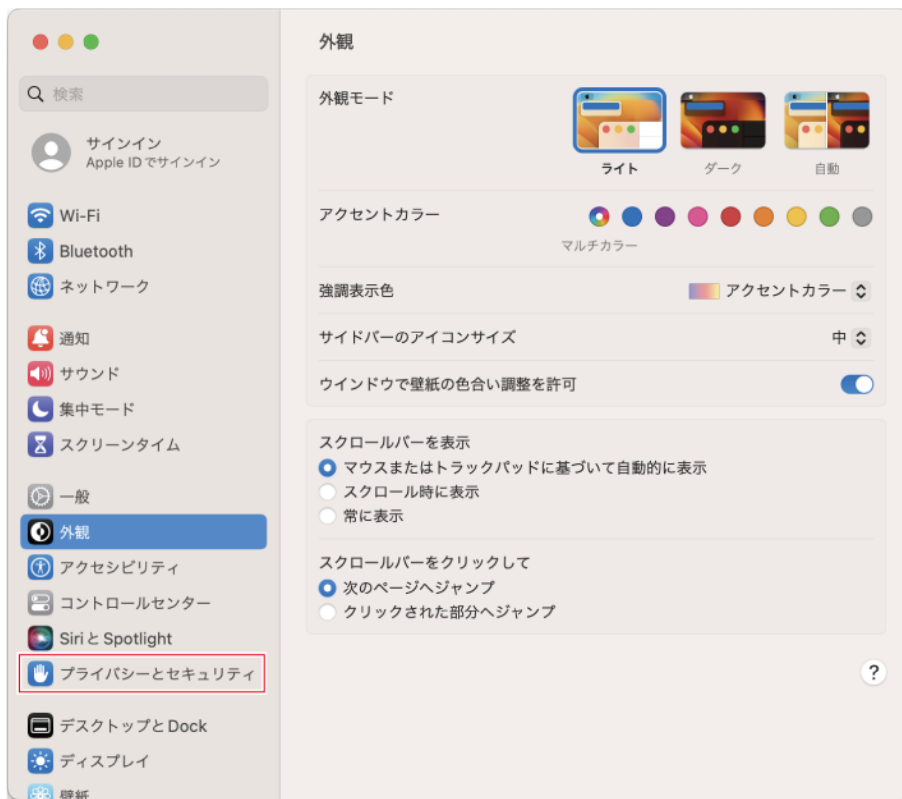 検索
サインイン
Apple ID でサインイン
Wi-Fi
Bluetooth
ネットワーク
通知
サウンド
集中モード
スクリーンタイム
一般
外観
アクセシビリティ
コントロールセンター
Siri と Spotlight
プライバシーとセキュリティ
デスクトップと Dock
ディスプレイ
壁紙
外観
外観モード
ライト
ダーク
自動
アクセントカラー
マルチカラー
強調表示色
アクセントカラー
サイドバーのアイコンサイズ
中
ウインドウで壁紙の色合い調整を許可
スクロールバーを表示
マウスまたはトラックパッドに基づいて自動的に表示
スクロール時に表示
常に表示
スクロールバーをクリックして
次のページへジャンプ
クリックされた部分へジャンプ
?